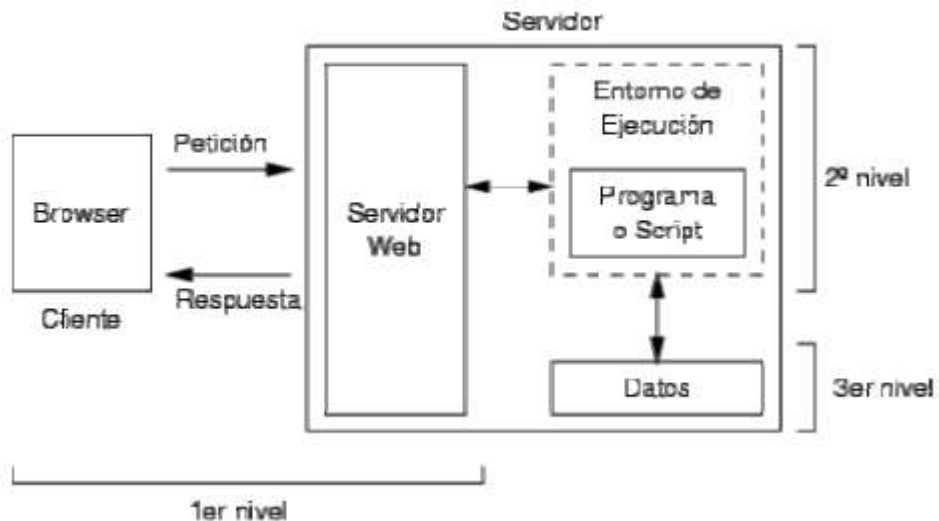 Servidor
Entorno de
Ejecución
Petición
2º nivel
Browser
Servidor
Web
Programa
o Script
Respuesta
Cliente
Datos
3er nivel
1er nivel